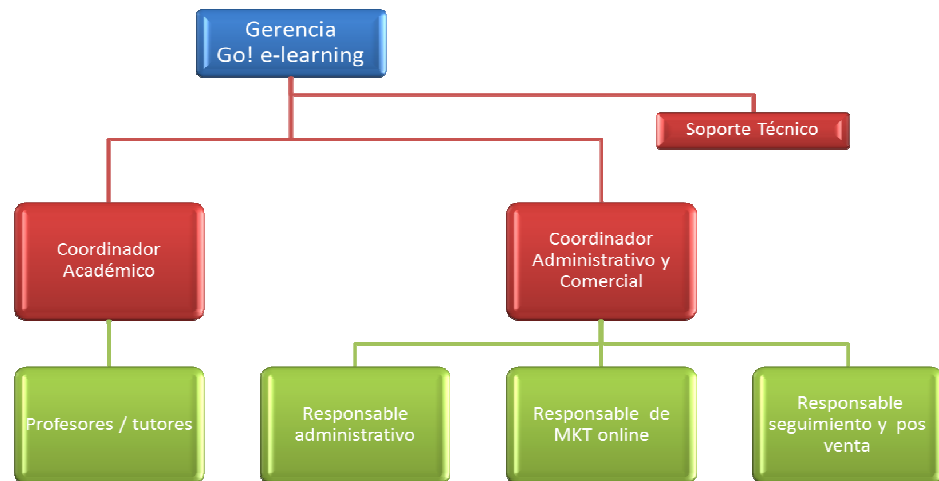 Gerencia
Go! e-learning
Soporte Técnico
Coordinador
Académico
Coordinador
Administrativo y
Comercial
Profesores / tutores
Responsable
administrativo
Responsable de
MKT online
Responsable
seguimiento y pos
venta